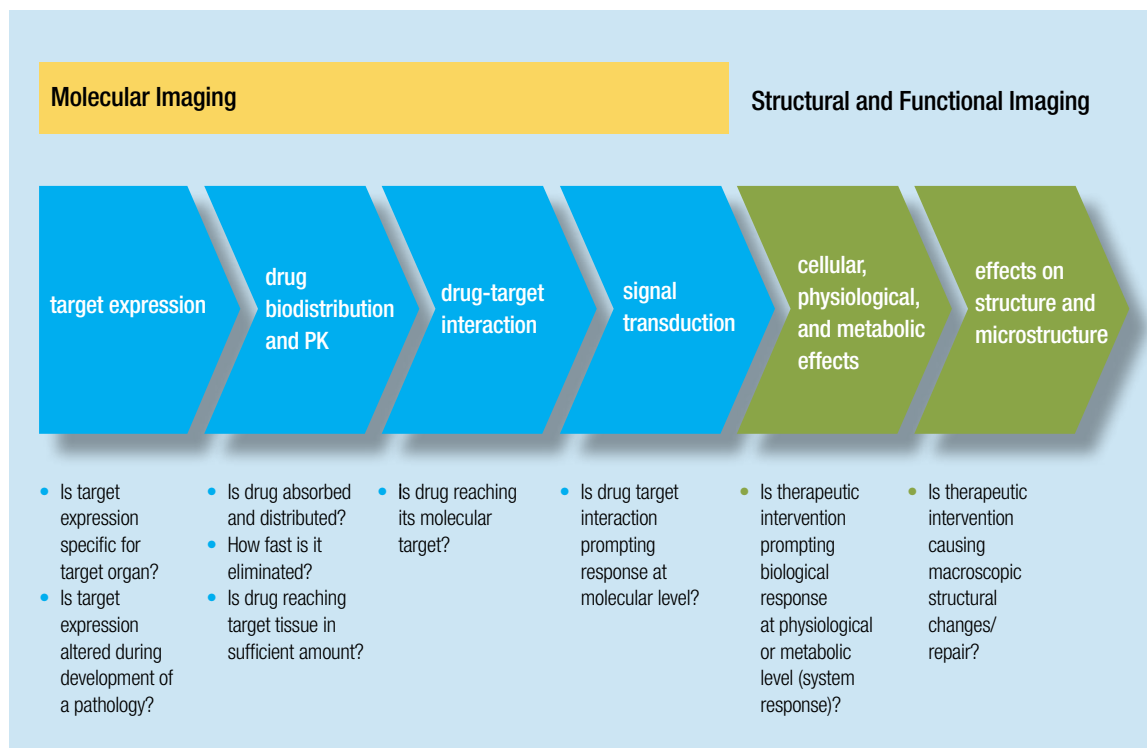 Molecular Imaging
Structural and Functional Imaging
target expression
drug
biodistribution
and PK
drug-target
interaction
signal
transduction
cellular,
physiological,
and metabolic
effects
effects on
structure and
microstructure
• Is target
expression
specific for
target organ?
• Is target
expression
altered during
development of
a pathology?
• Is drug absorbed
and distributed?
• How fast is it
eliminated?
• Is drug reaching
target tissue in
sufficient amount?
• Is drug reaching
its molecular
target?
• Is drug target
interaction
prompting
response at
molecular level?
• Is therapeutic
intervention
prompting
biological
response
at physiological
or metabolic
level (system
response)?
• Is therapeutic
intervention
causing
macroscopic
structural
changes/
repair?